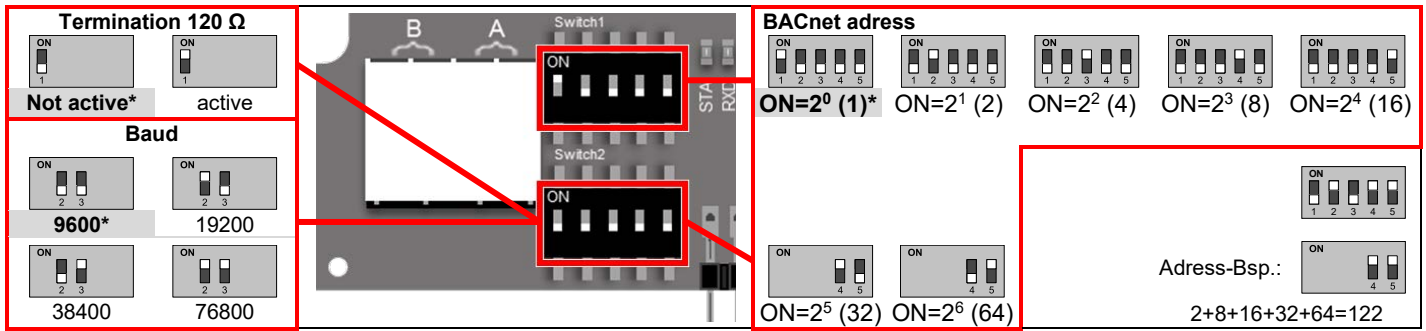 Termination 120 Ω
ON
1
ON
1
Not active*
active
Baud
ON
2 3
ON
2 3
9600*
19200
ON
2 3
ON
2 3
38400
76800
B
A
Switch1
ON
STA
RXD
Switch2
ON
BACnet adress
ON
1 2 3 4 5
ON
1 2 3 4 5
ON
1 2 3 4 5
ON
1 2 3 4 5
ON
1 2 3 4 5
ON=2⁰ (1)*
ON=2¹ (2)
ON=2² (4)
ON=2³ (8)
ON=2⁴ (16)
ON
4 5
ON
4 5
ON=2⁵ (32)
ON=2⁶ (64)
ON
1 2 3 4 5
Adress-Bsp.:
ON
4 5
2+8+16+32+64=122